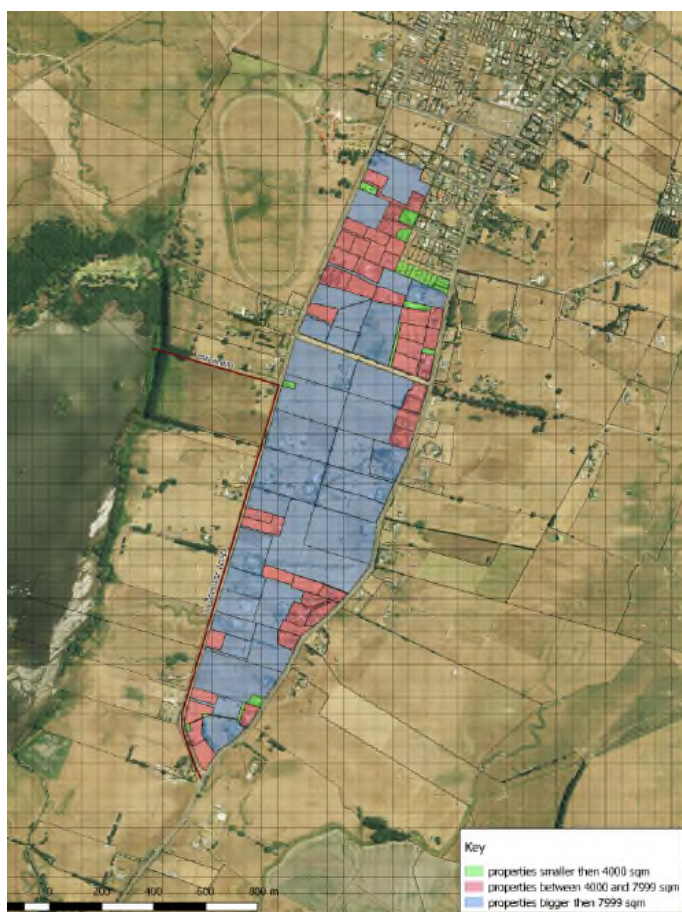 Key
properties smaller then 4000 sqm
properties between 4000 and 7999 sqm
properties bigger then 7999 sqm
0 200 400 600 800 m